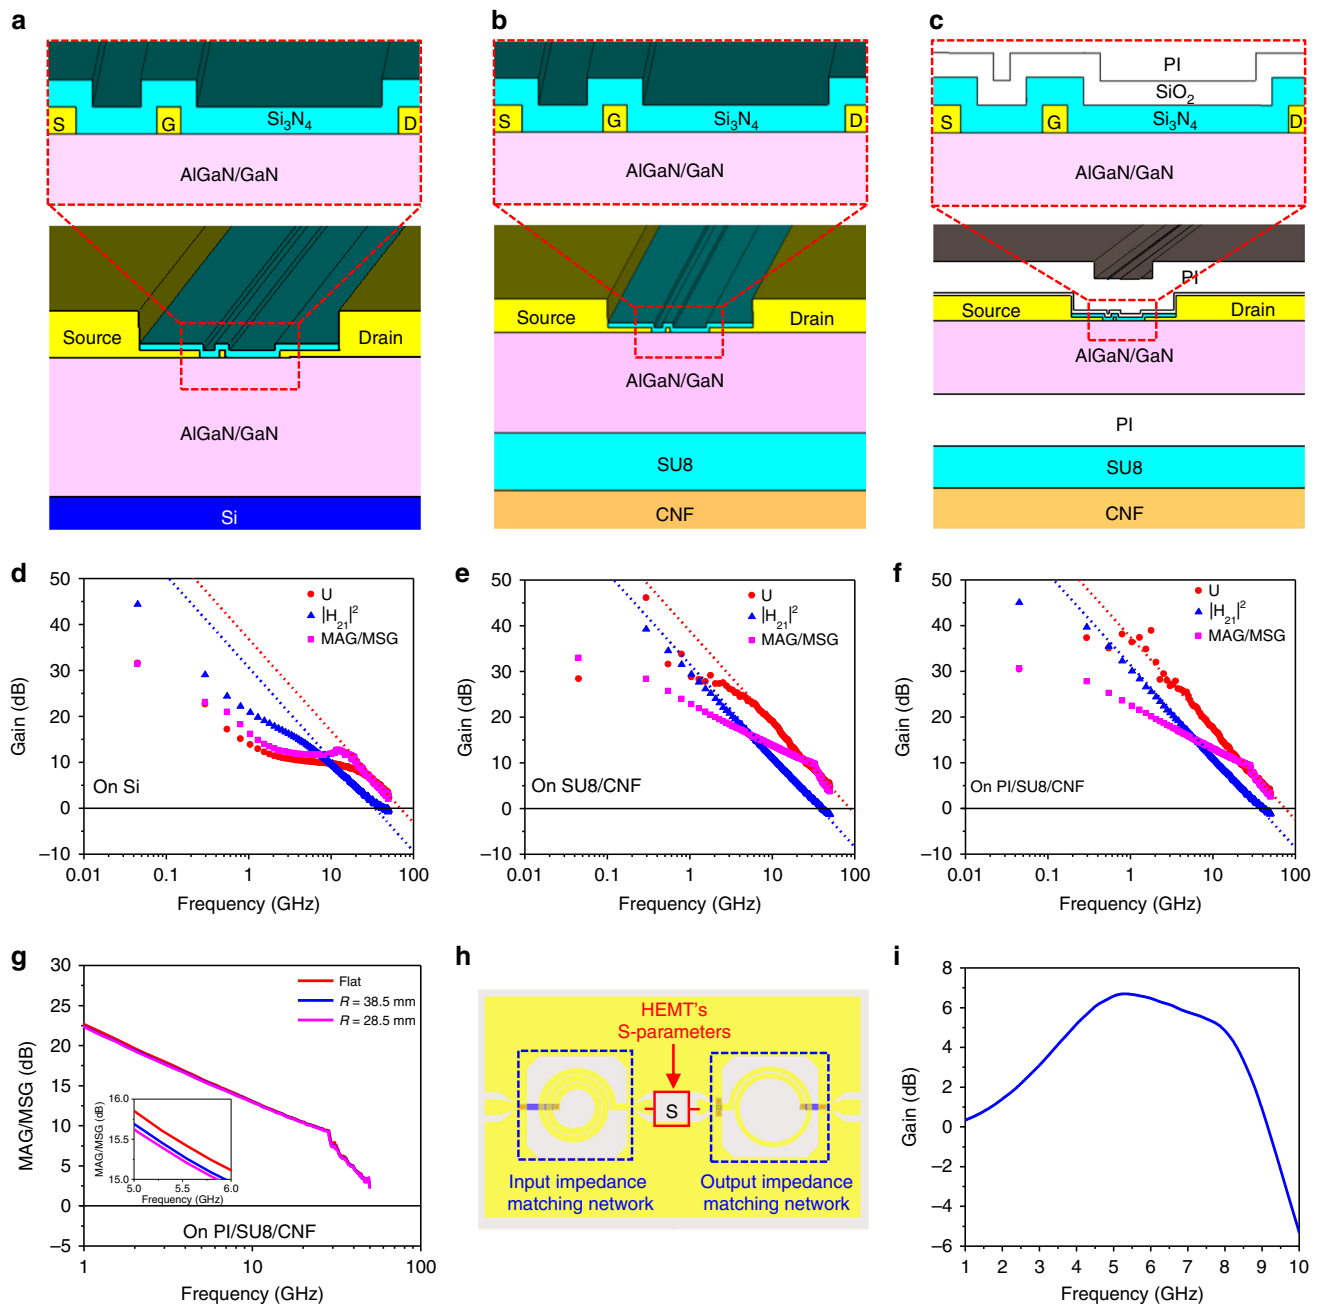 a
S
G
Si3N4
D
AlGaN/GaN
Source
Drain
AlGaN/GaN
Si
b
S
G
Si3N4
D
AlGaN/GaN
Source
Drain
AlGaN/GaN
SU8
CNF
c
PI
SiO2
S
G
Si3N4
D
AlGaN/GaN
PI
Source
Drain
AlGaN/GaN
PI
SU8
CNF
d
50
40
30
20
10
0
–10
Gain (dB)
U
|H21|2
MAG/MSG
On Si
0.01 0.1 1 10 100
Frequency (GHz)
e
50
40
30
20
10
0
–10
Gain (dB)
U
|H21|2
MAG/MSG
On SU8/CNF
0.01 0.1 1 10 100
Frequency (GHz)
f
50
40
30
20
10
0
–10
Gain (dB)
U
|H21|2
MAG/MSG
On PI/SU8/CNF
0.01 0.1 1 10 100
Frequency (GHz)
g
30
25
20
15
10
5
0
–5
MAG/MSG (dB)
Flat
R = 38.5 mm
R = 28.5 mm
16.0
15.5
15.0
MAG/MSG (dB)
5.0 5.5 6.0
Frequency (GHz)
On PI/SU8/CNF
1 10 100
Frequency (GHz)
h
HEMT's
S-parameters
S
Input impedance
matching network
Output impedance
matching network
i
8
6
4
2
0
–2
–4
–6
Gain (dB)
1 2 3 4 5 6 7 8 9 10
Frequency (GHz)